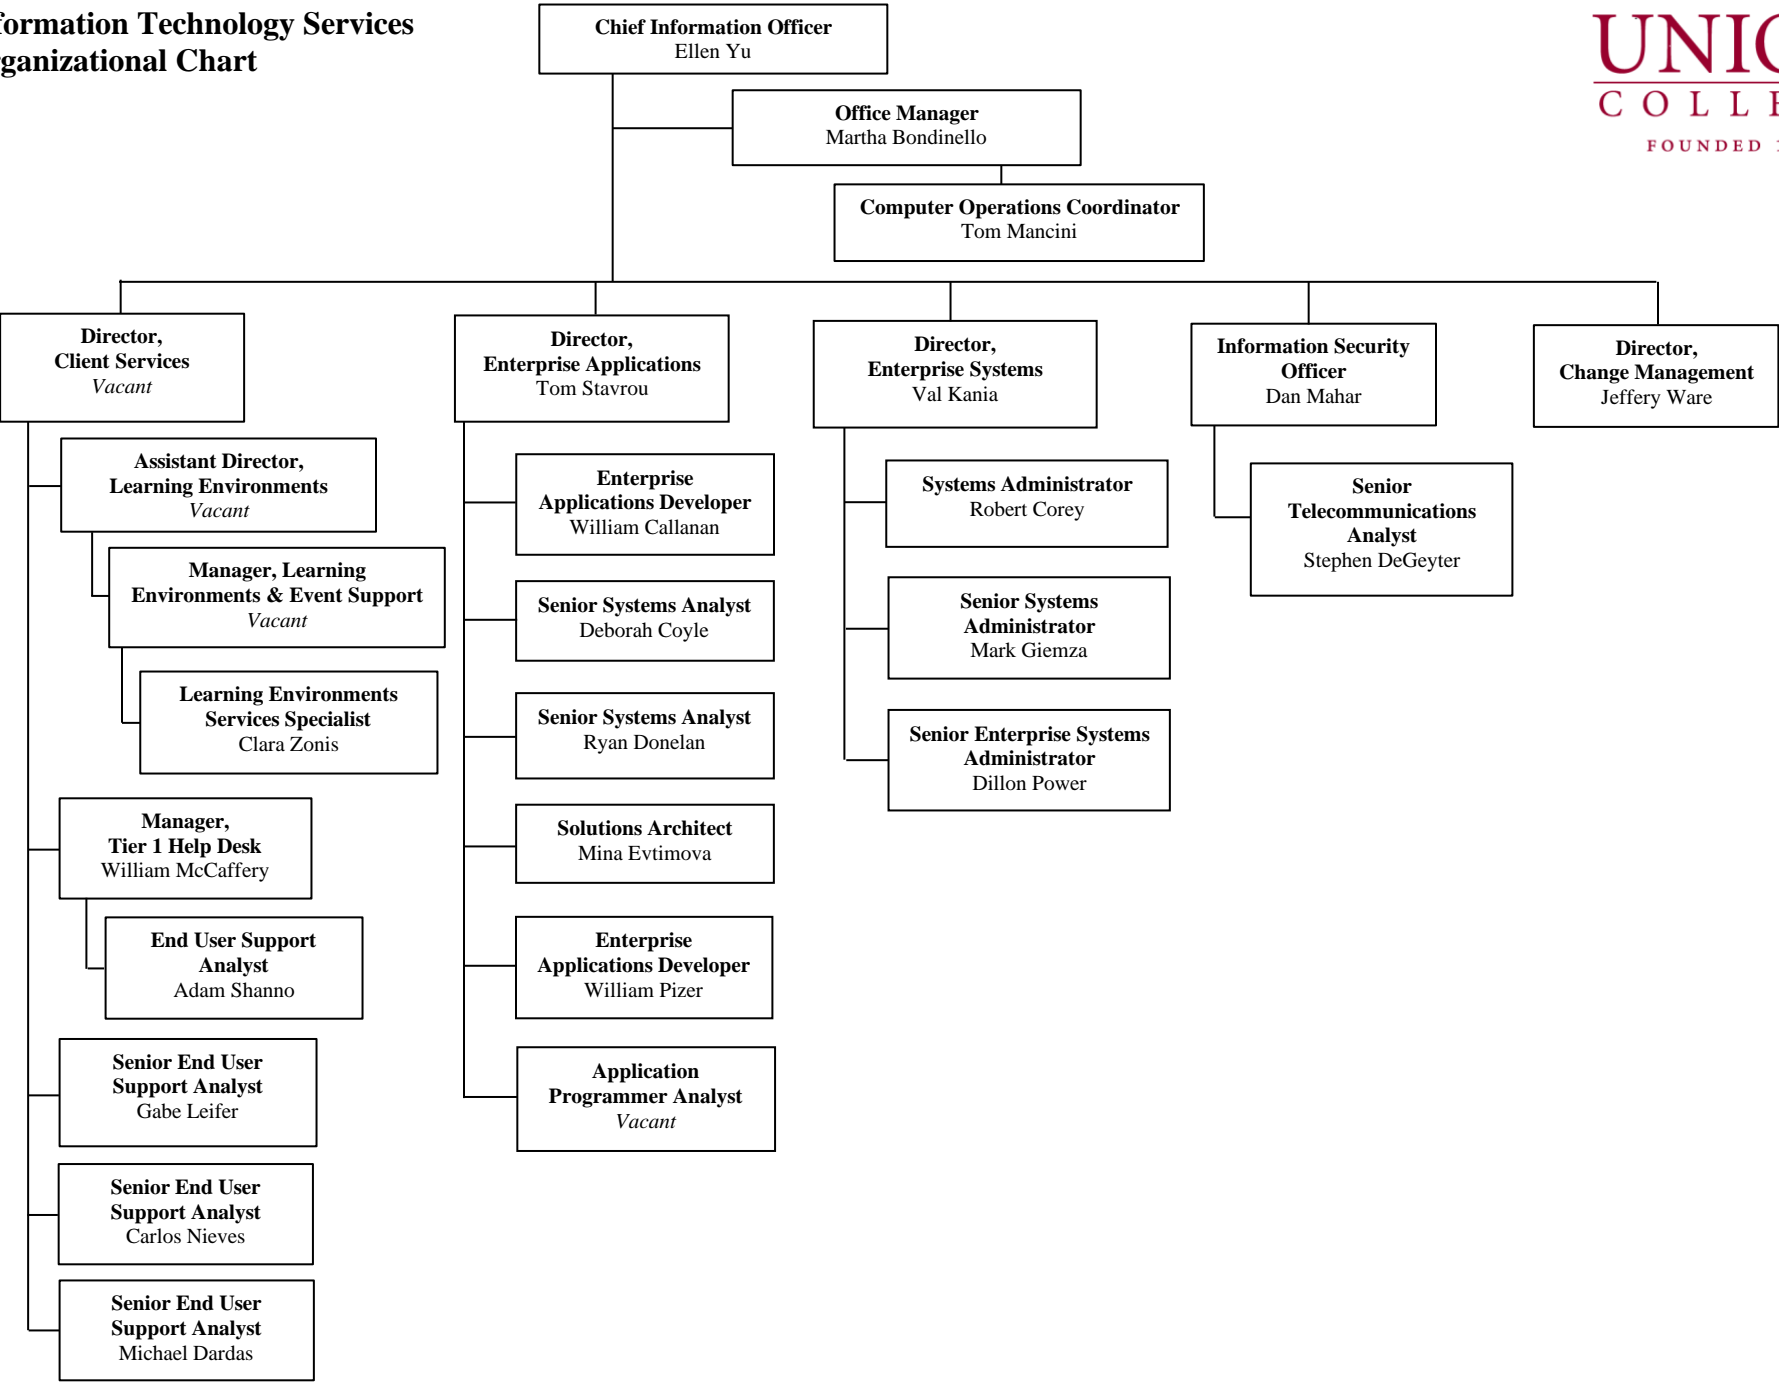 formation Technology Services
ganizational Chart
Chief Information Officer
Ellen Yu
UNIO
COLLE
FOUNDED
Office Manager
Martha Bondinello
Computer Operations Coordinator
Tom Mancini
Director,
Client Services
Vacant
Director,
Enterprise Applications
Tom Stavrou
Director,
Enterprise Systems
Val Kania
Information Security
Officer
Dan Mahar
Director,
Change Management
Jeffery Ware
Assistant Director,
Learning Environments
Vacant
Manager, Learning
Environments & Event Support
Vacant
Learning Environments
Services Specialist
Clara Zonis
Manager,
Tier 1 Help Desk
William McCaffery
End User Support
Analyst
Adam Shanno
Senior End User
Support Analyst
Gabe Leifer
Senior End User
Support Analyst
Carlos Nieves
Senior End User
Support Analyst
Michael Dardas
Enterprise
Applications Developer
William Callanan
Senior Systems Analyst
Deborah Coyle
Senior Systems Analyst
Ryan Donelan
Solutions Architect
Mina Evtimova
Enterprise
Applications Developer
William Pizer
Application
Programmer Analyst
Vacant
Systems Administrator
Robert Corey
Senior Systems
Administrator
Mark Giemza
Senior Enterprise Systems
Administrator
Dillon Power
Senior
Telecommunications
Analyst
Stephen DeGeyter